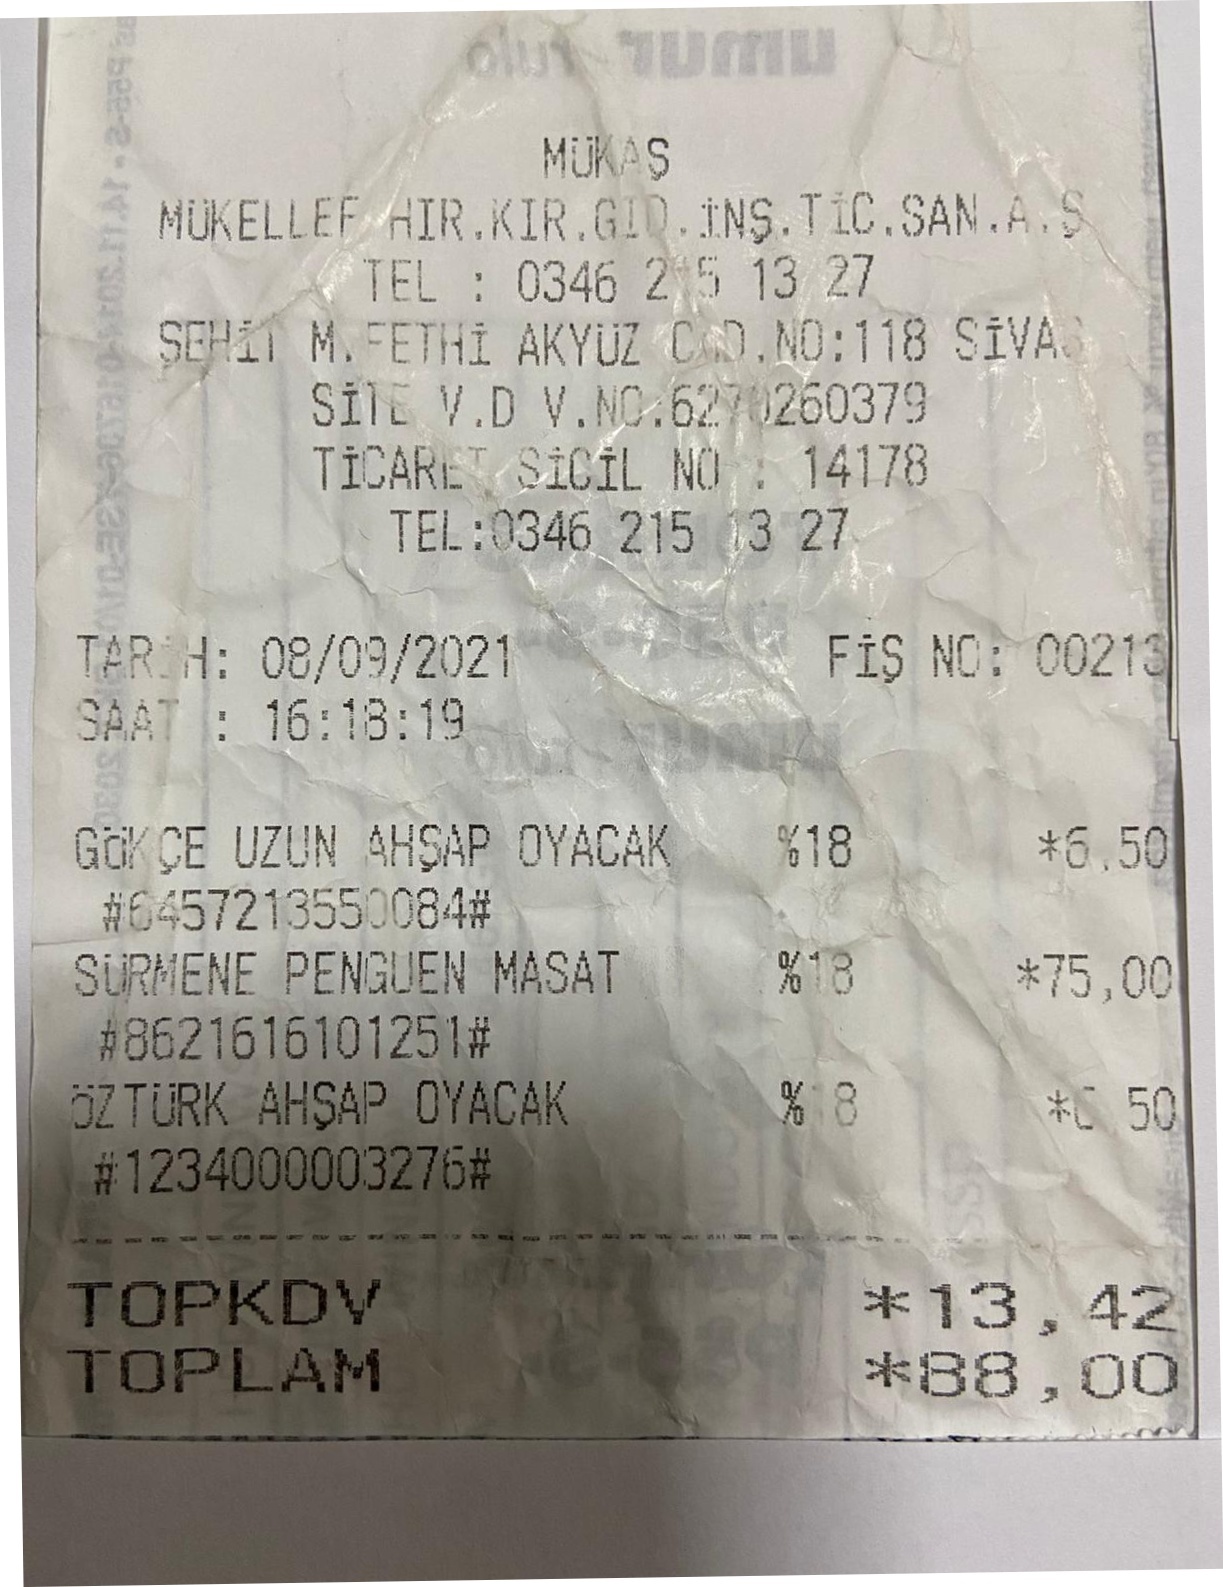 MÜKAŞ
MÜKELLEF HIR.KIR.GID.İNŞ.TİC.SAN.A.Ş
TEL : 0346 215 13 27
ŞEHİT M.FETHİ AKYÜZ CAD.NO:118 SİVAS
SİTE V.D V.NO:6270260379
TİCARET SİCİL NO : 14178
TEL:0346 215 13 27
TARİH: 08/09/2021 FİŞ NO: 00213
SAAT : 16:18:19
GÖKÇE UZUN AHŞAP OYACAK %18 *6,50
#6457213550084#
SÜRMENE PENGUEN MASAT %18 *75,00
#8621616101251#
ÖZTÜRK AHŞAP OYACAK %18 *6,50
#1234000003276#
TOPKDV *13,42
TOPLAM *88,00